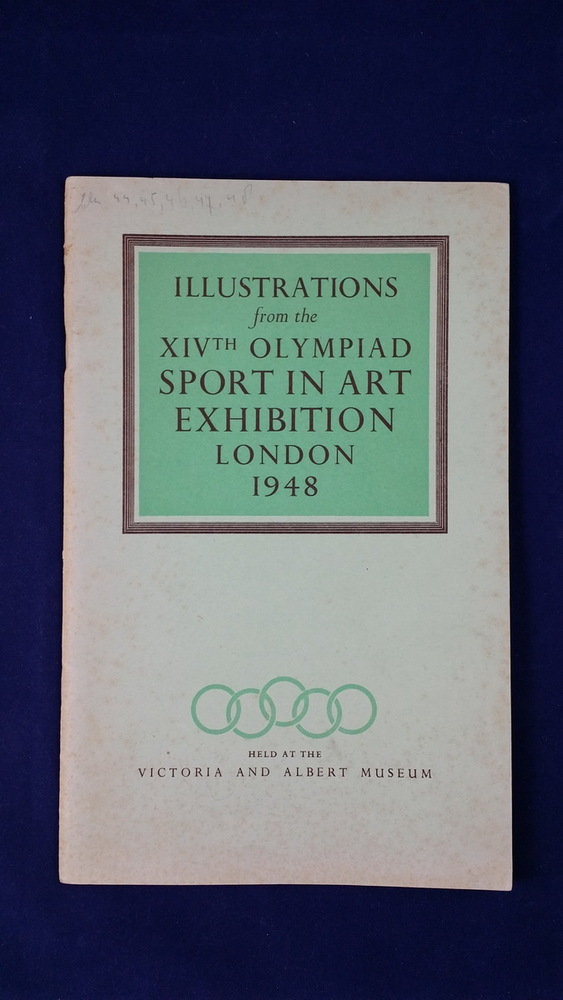 ILLUSTRATIONS
from the
XIVTH OLYMPIAD
SPORT IN ART
EXHIBITION
LONDON
1948
HELD AT THE
VICTORIA AND ALBERT MUSEUM